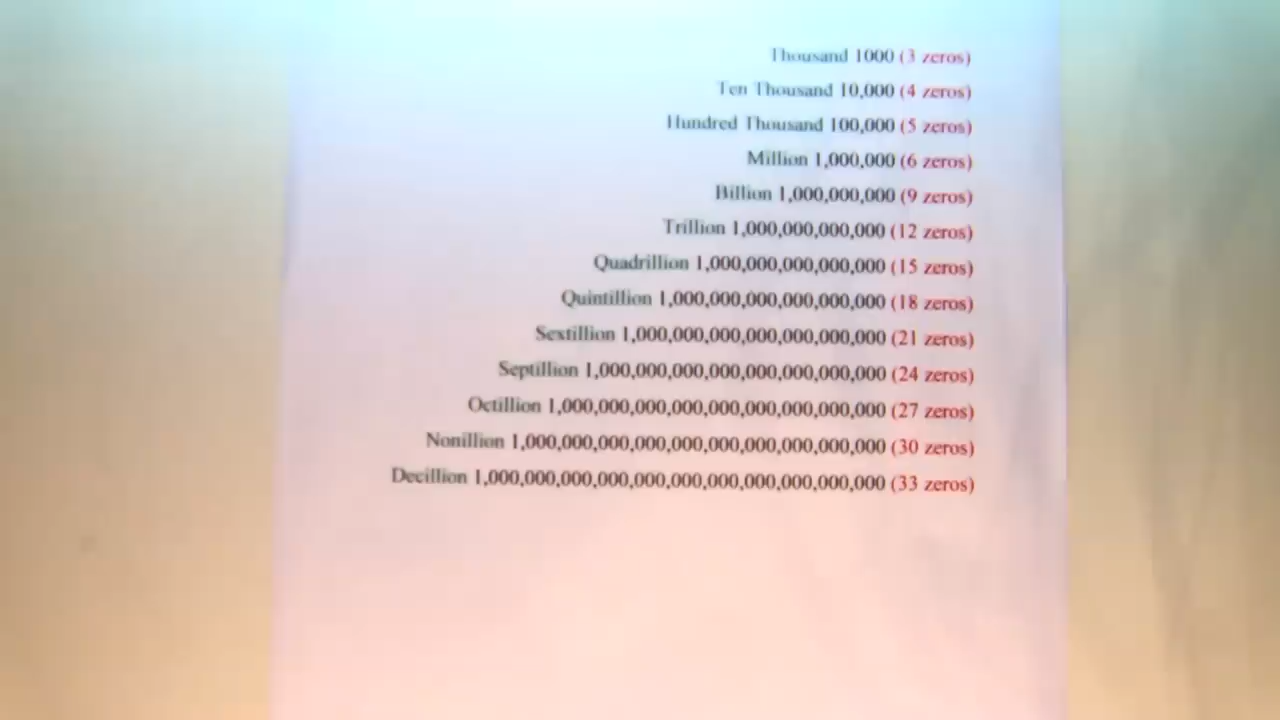 Thousand 1000 (3 zeros)
Ten Thousand 10,000 (4 zeros)
Hundred Thousand 100,000 (5 zeros)
Million 1,000,000 (6 zeros)
Billion 1,000,000,000 (9 zeros)
Trillion 1,000,000,000,000 (12 zeros)
Quadrillion 1,000,000,000,000,000 (15 zeros)
Quintillion 1,000,000,000,000,000,000 (18 zeros)
Sextillion 1,000,000,000,000,000,000,000 (21 zeros)
Septillion 1,000,000,000,000,000,000,000,000 (24 zeros)
Octillion 1,000,000,000,000,000,000,000,000,000 (27 zeros)
Nonillion 1,000,000,000,000,000,000,000,000,000,000 (30 zeros)
Decillion 1,000,000,000,000,000,000,000,000,000,000,000 (33 zeros)